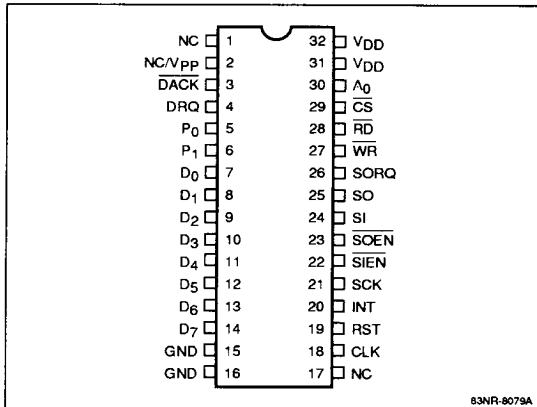 NC 1 32 VDD
NC/VPP 2 31 VDD
DACK 3 30 A0
DRQ 4 29 CS
P0 5 28 RD
P1 6 27 WR
D0 7 26 SORQ
D1 8 25 SO
D2 9 24 SI
D3 10 23 SOEN
D4 11 22 SIEN
D5 12 21 SCK
D6 13 20 INT
D7 14 19 RST
GND 15 18 CLK
GND 16 17 NC
83NR-8079A